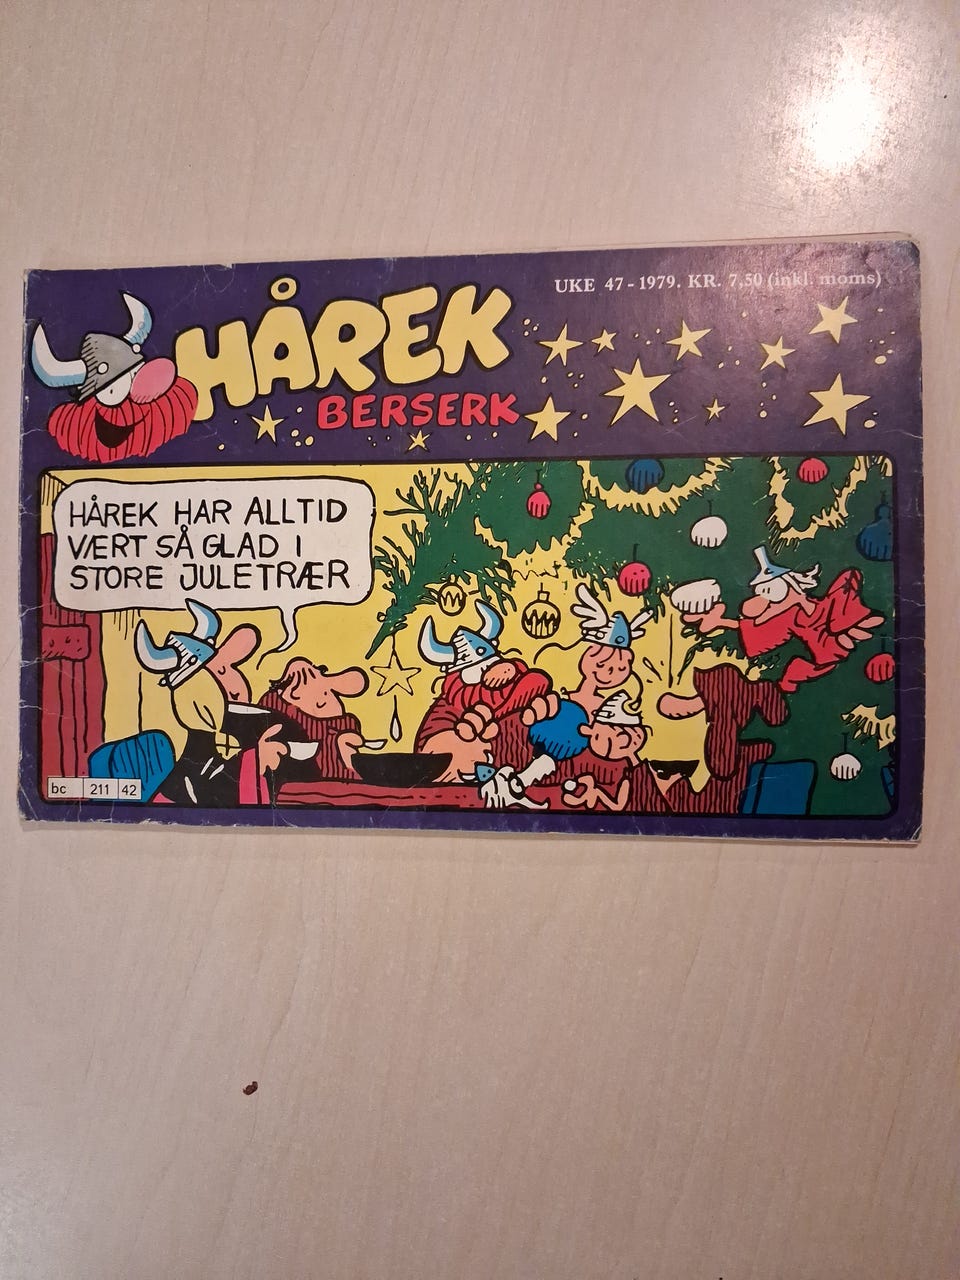 UKE 47-1979. KR. 7,50 (inkl. moms)
HÅREK
BERSERK
HÅREK HAR ALLTID
VÆRT SÅ GLAD I
STORE JULETRÆR
bc 211 42